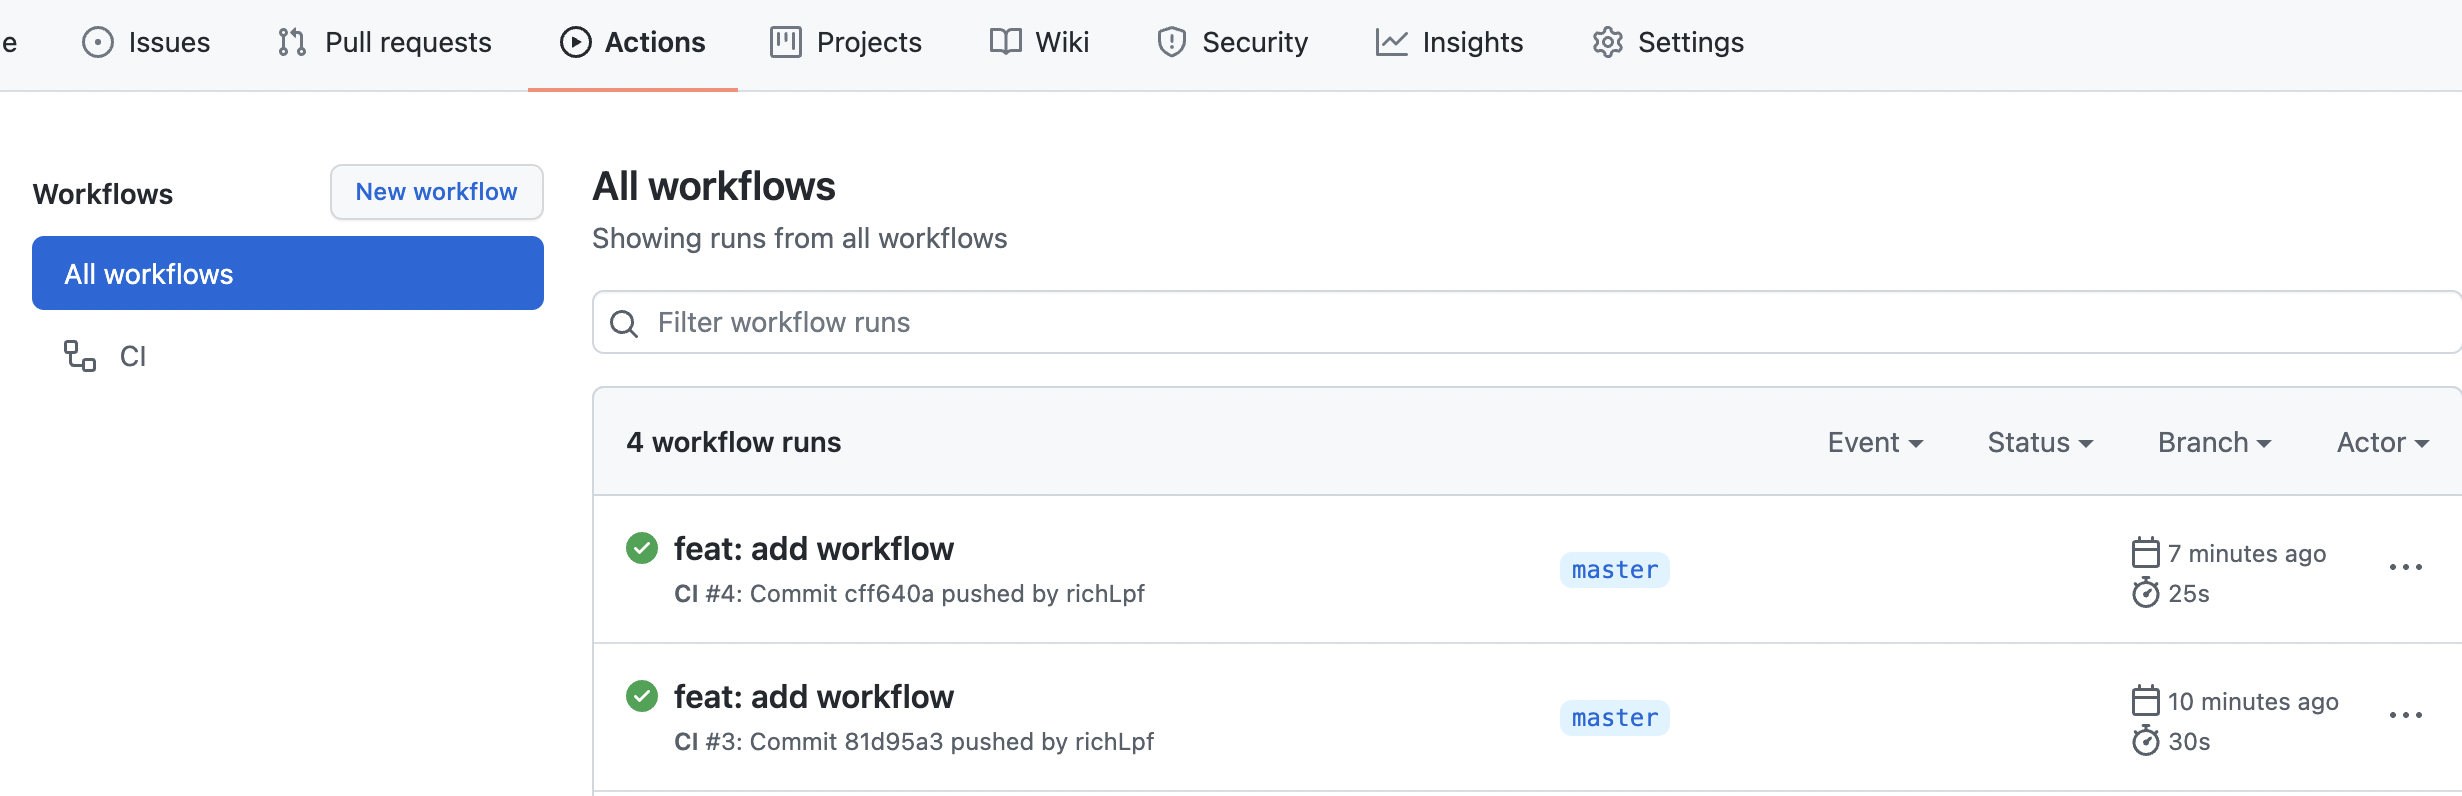 e Issues Pull requests Actions Projects Wiki Security Insights Settings
Workflows New workflow
All workflows
CI
All workflows
Showing runs from all workflows
Filter workflow runs
4 workflow runs Event Status Branch Actor
feat: add workflow
CI #4: Commit cff640a pushed by richLpf
master
7 minutes ago
25s
feat: add workflow
CI #3: Commit 81d95a3 pushed by richLpf
master
10 minutes ago
30s